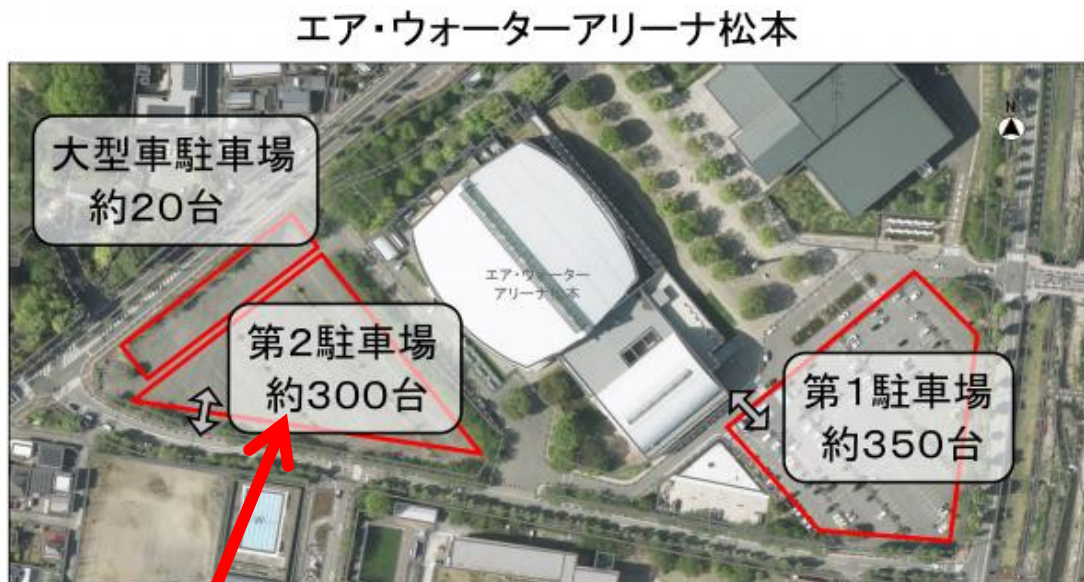 エア・ウォーターアリーナ松本
N
大型車駐車場
約20台
エア・ウォーター
アリーナ松本
第2駐車場
約300台
第1駐車場
約350台